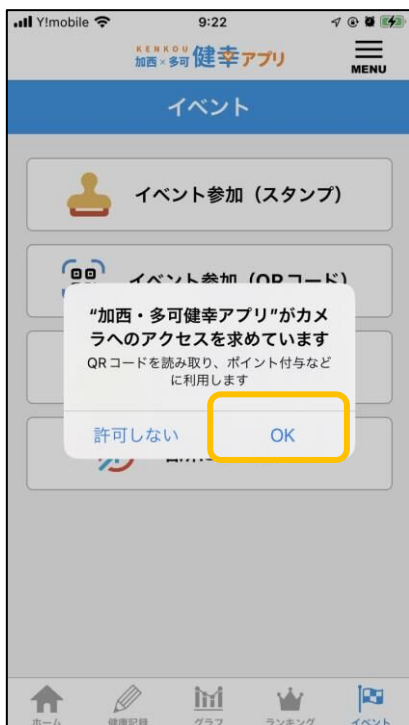 Y!mobile 9:22
KENKOU
加西×多可 健幸アプリ
MENU
イベント
イベント参加（スタンプ）
イベント参加（QRコード）
“加西・多可健幸アプリ”がカメ
ラへのアクセスを求めています
QRコードを読み取り、ポイント付与など
に利用します
許可しない OK
ホーム 健康記録 グラフ ランキング イベント